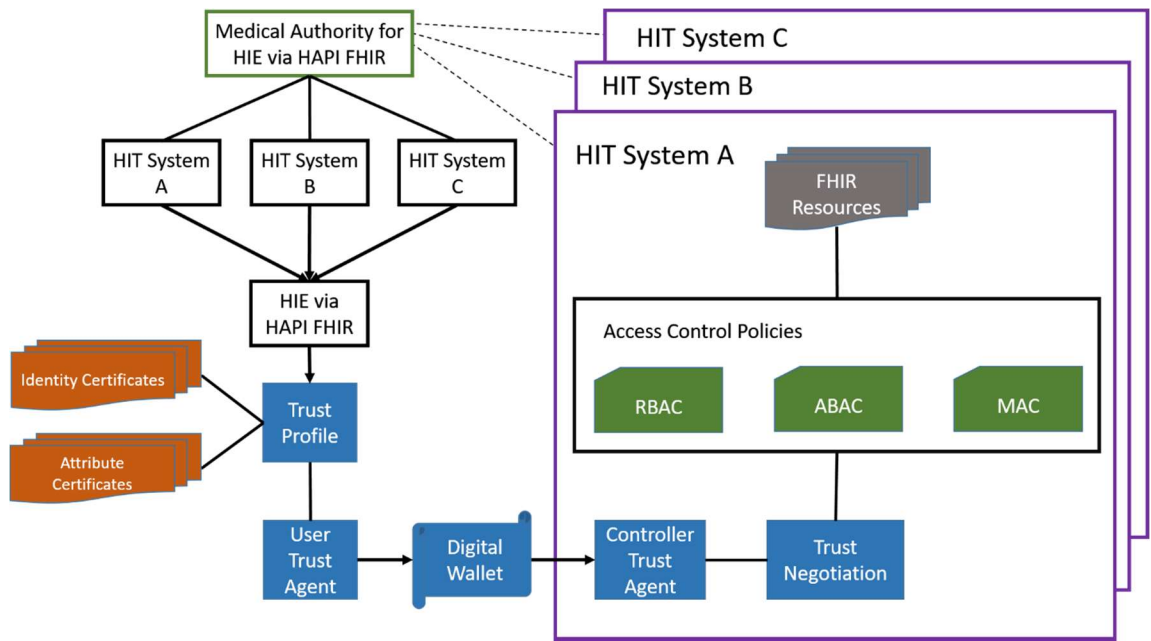 Medical Authority for
HIE via HAPI FHIR
HIT System
A
HIT System
B
HIT System
C
HIE via
HAPI FHIR
Identity Certificates
Attribute
Certificates
Trust
Profile
User
Trust
Agent
Digital
Wallet
HIT System C
HIT System B
HIT System A
FHIR
Resources
Access Control Policies
RBAC
ABAC
MAC
Controller
Trust
Agent
Trust
Negotiation